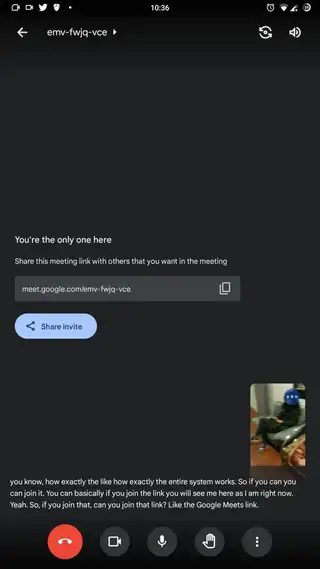 10:36
emv-fwjq-vce
You're the only one here
Share this meeting link with others that you want in the meeting
meet.google.com/emv-fwjq-vce
Share invite
you know, how exactly the like how exactly the entire system works. So if you can you
can join it. You can basically if you join the link you will see me here as I am right now.
Yeah. So, if you join that, can you join that link? Like the Google Meets link.